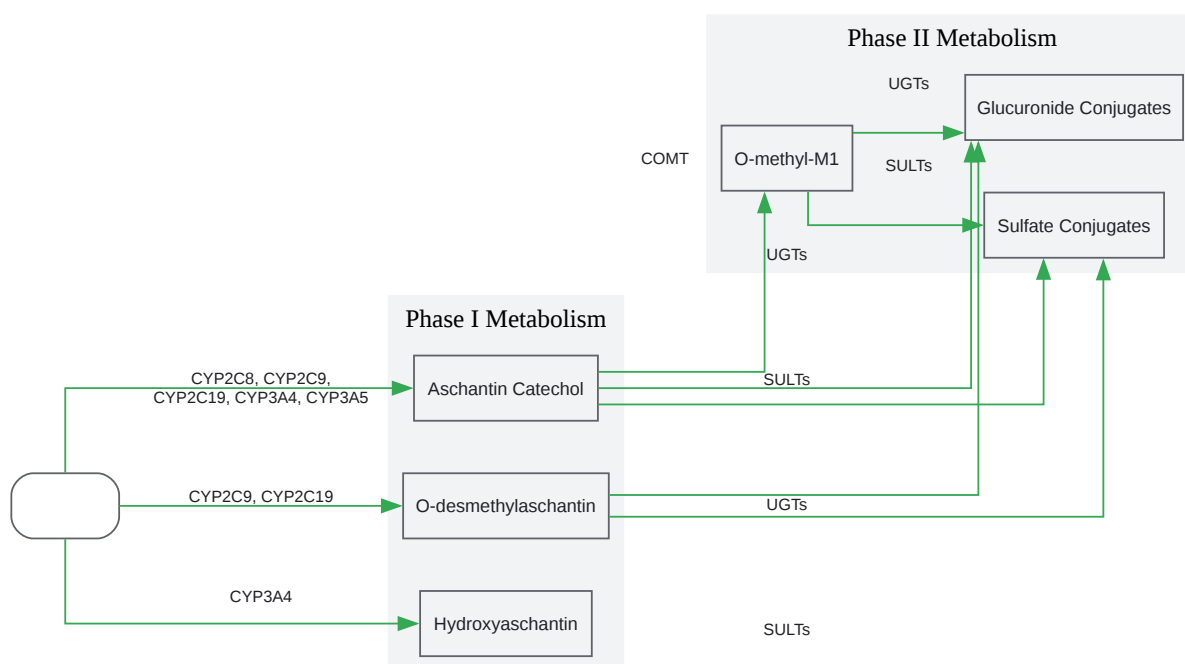 Phase II Metabolism
UGTs
Glucuronide Conjugates
COMT
O-methyl-M1
SULTs
Sulfate Conjugates
UGTs
Phase I Metabolism
CYP2C8, CYP2C9,
CYP2C19, CYP3A4, CYP3A5
Aschantin Catechol
SULTs
CYP2C9, CYP2C19
O-desmethylaschantin
UGTs
CYP3A4
Hydroxyaschantin
SULTs